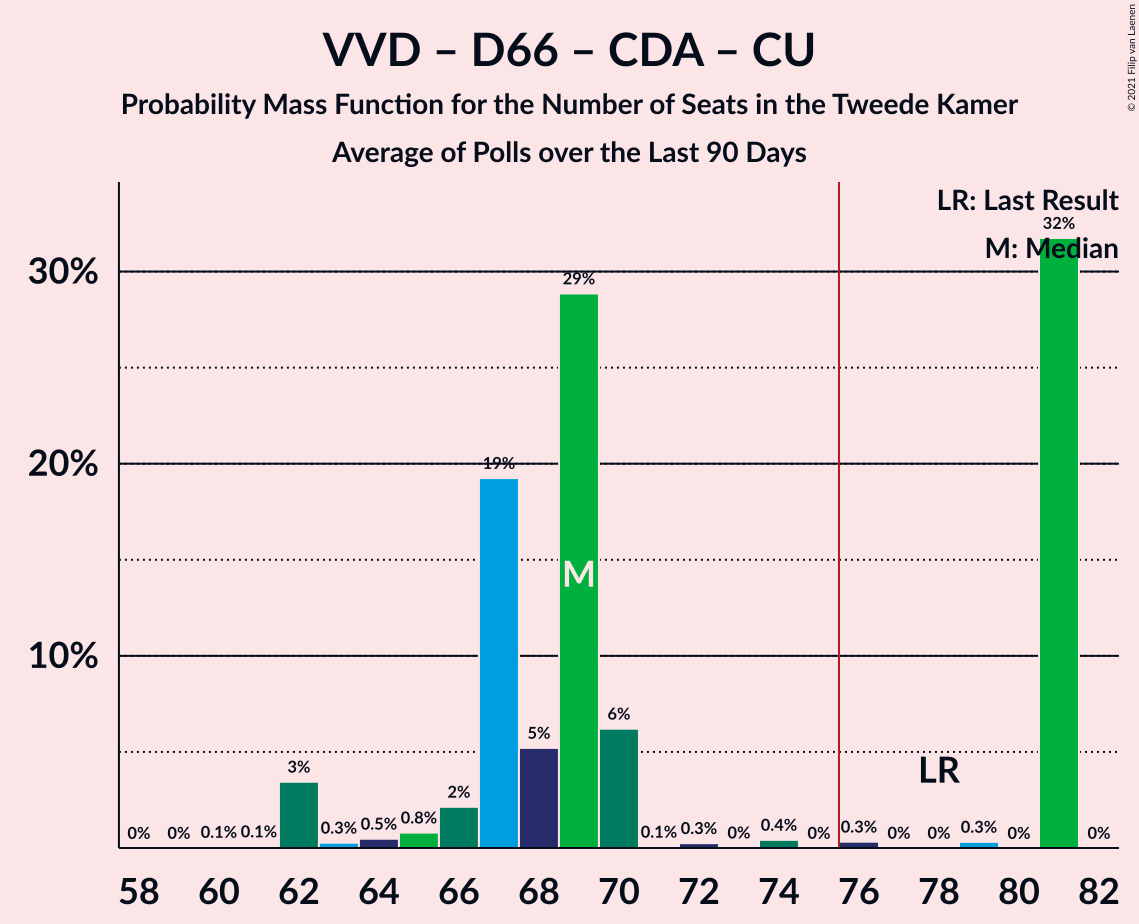 VVD – D66 – CDA – CU
Probability Mass Function for the Number of Seats in the Tweede Kamer
Average of Polls over the Last 90 Days
© 2021 Filip van Laenen
LR: Last Result
M: Median
30%
20%
10%
0% 0% 0.1% 0.1% 3% 0.3% 0.5% 0.8% 2% 19% 5% 29% 6% 0.1% 0.3% 0% 0.4% 0% 0.3% 0% 0% 0.3% 0% 32% 0%
M
LR
58 60 62 64 66 68 70 72 74 76 78 80 82